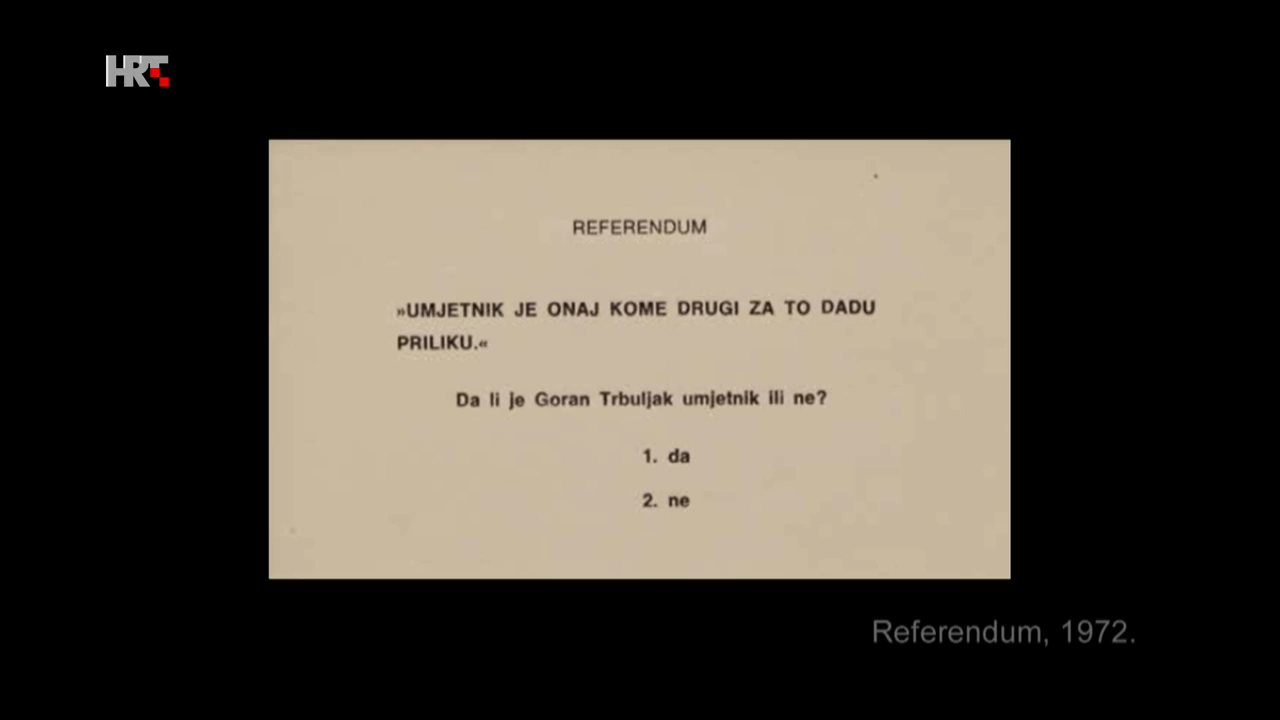 HRT
REFERENDUM
»UMJETNIK JE ONAJ KOME DRUGI ZA TO DADU
PRILIKU.«
Da li je Goran Trbuljak umjetnik ili ne?
1. da
2. ne
Referendum, 1972.